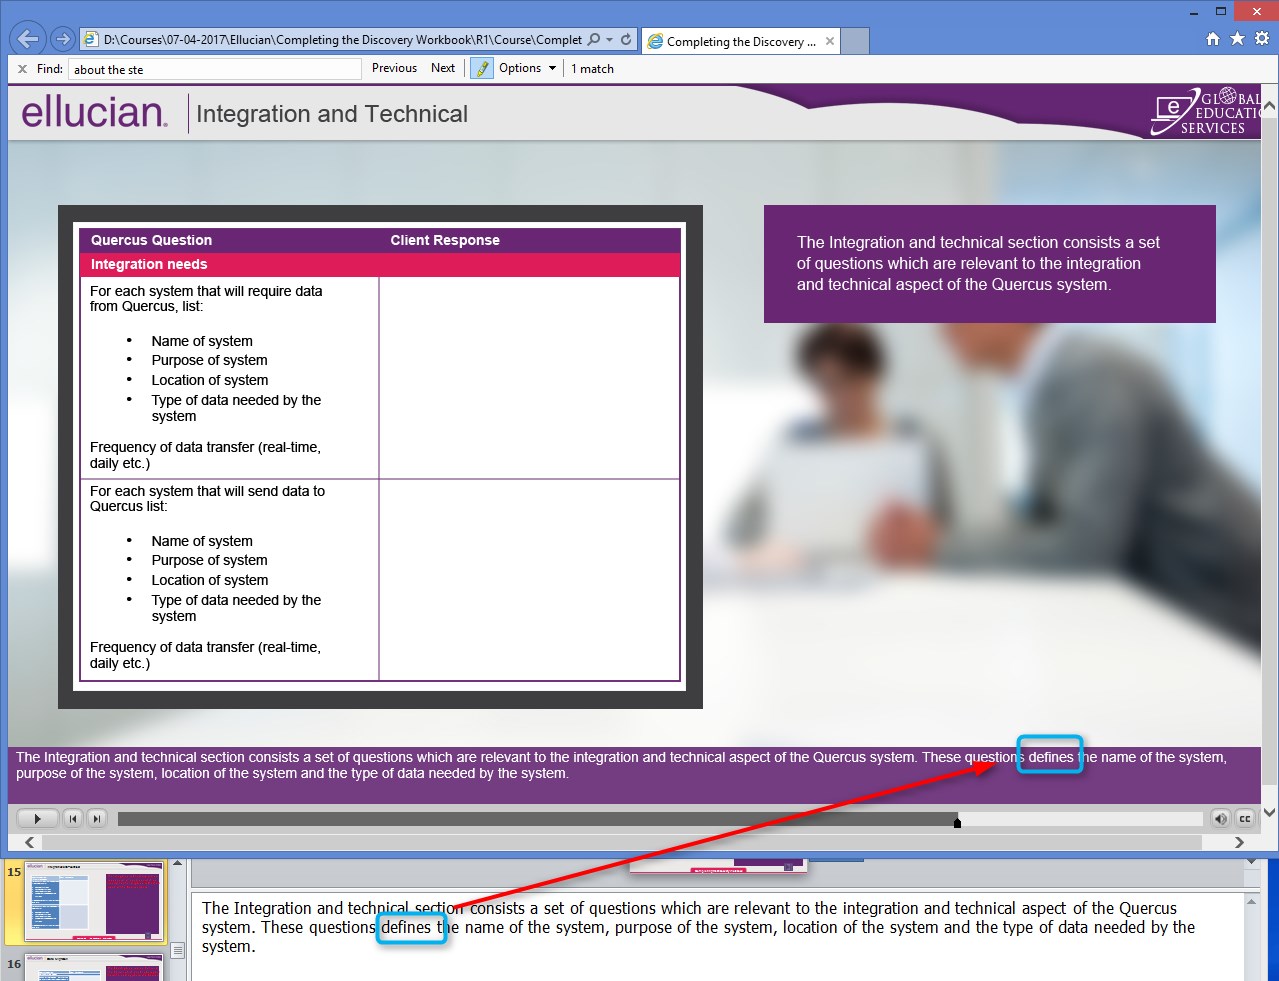 D:\Courses\07-04-2017\Ellucian\Completing the Discovery Workbook\R1\Course\Complet
Completing the Discovery ...
Find: about the ste Previous Next Options 1 match
ellucian. Integration and Technical
GLOBAL
EDUCATIO
SERVICES
e
Quercus Question Client Response
Integration needs
For each system that will require data
from Quercus, list:
• Name of system
• Purpose of system
• Location of system
• Type of data needed by the
system
Frequency of data transfer (real-time,
daily etc.)
For each system that will send data to
Quercus list:
• Name of system
• Purpose of system
• Location of system
• Type of data needed by the
system
Frequency of data transfer (real-time,
daily etc.)
The Integration and technical section consists a set
of questions which are relevant to the integration
and technical aspect of the Quercus system.
The Integration and technical section consists a set of questions which are relevant to the integration and technical aspect of the Quercus system. These questions defines the name of the system,
purpose of the system, location of the system and the type of data needed by the system.
CC
15
16
The Integration and technical section consists a set of questions which are relevant to the integration and technical aspect of the Quercus
system. These questions defines the name of the system, purpose of the system, location of the system and the type of data needed by the
system.